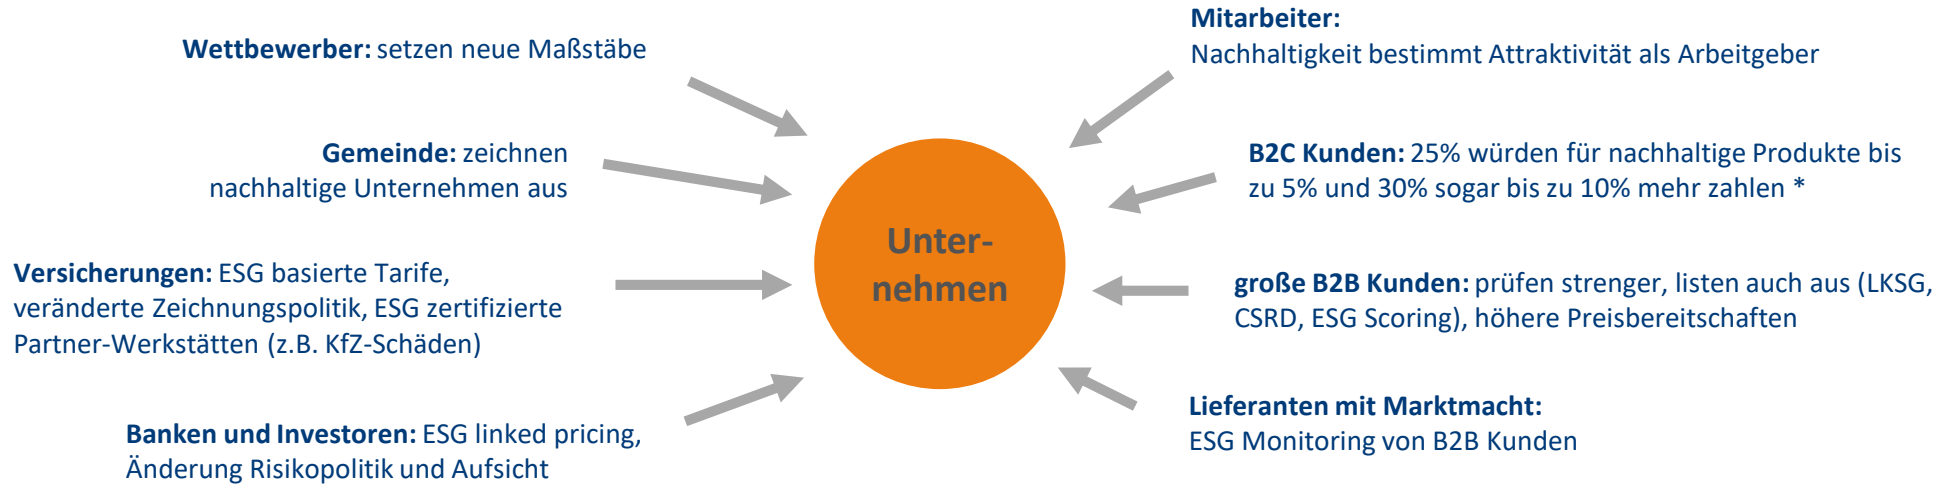 Wettbewerber: setzen neue Maßstäbe
Gemeinde: zeichnen
nachhaltige Unternehmen aus
Versicherungen: ESG basierte Tarife,
veränderte Zeichnungspolitik, ESG zertifizierte
Partner-Werkstätten (z.B. KfZ-Schäden)
Banken und Investoren: ESG linked pricing,
Änderung Risikopolitik und Aufsicht
Unter-
nehmen
Mitarbeiter:
Nachhaltigkeit bestimmt Attraktivität als Arbeitgeber
B2C Kunden: 25% würden für nachhaltige Produkte bis
zu 5% und 30% sogar bis zu 10% mehr zahlen *
große B2B Kunden: prüfen strenger, listen auch aus (LKSG,
CSRD, ESG Scoring), höhere Preisbereitschaften
Lieferanten mit Marktmacht:
ESG Monitoring von B2B Kunden